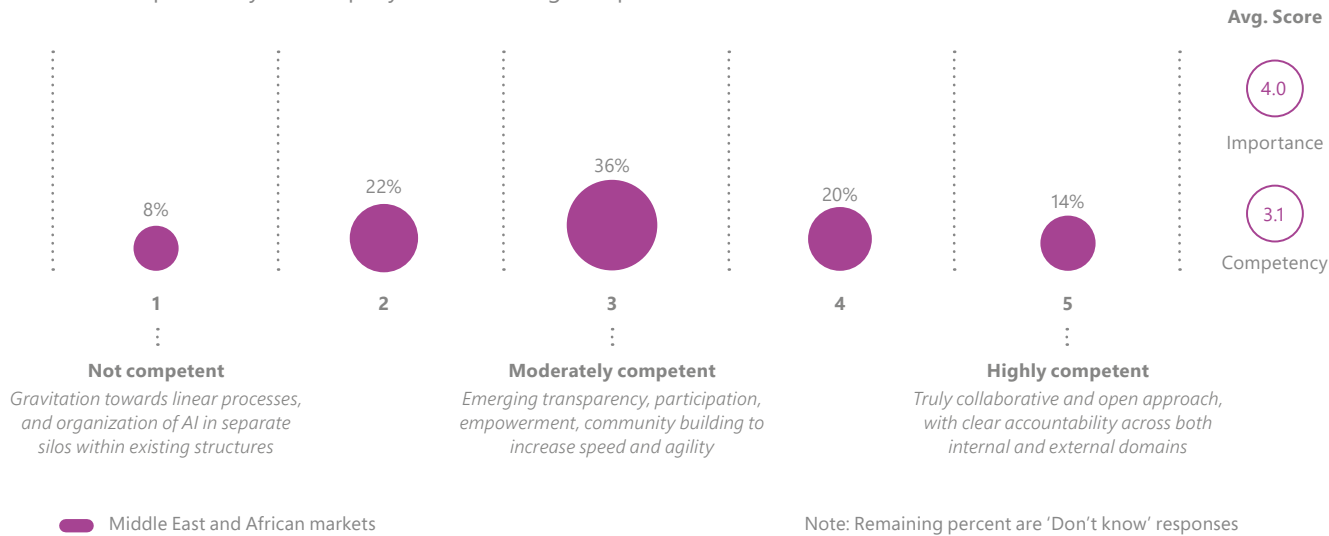 Avg. Score
4.0
Importance
36%
22%
20%
14%
8%
3.1
Competency
1
2
3
4
5
Not competent
Gravitation towards linear processes,
and organization of AI in separate
silos within existing structures
Moderately competent
Emerging transparency, participation,
empowerment, community building to
increase speed and agility
Highly competent
Truly collaborative and open approach,
with clear accountability across both
internal and external domains
Middle East and African markets
Note: Remaining percent are ‘Don’t know’ responses